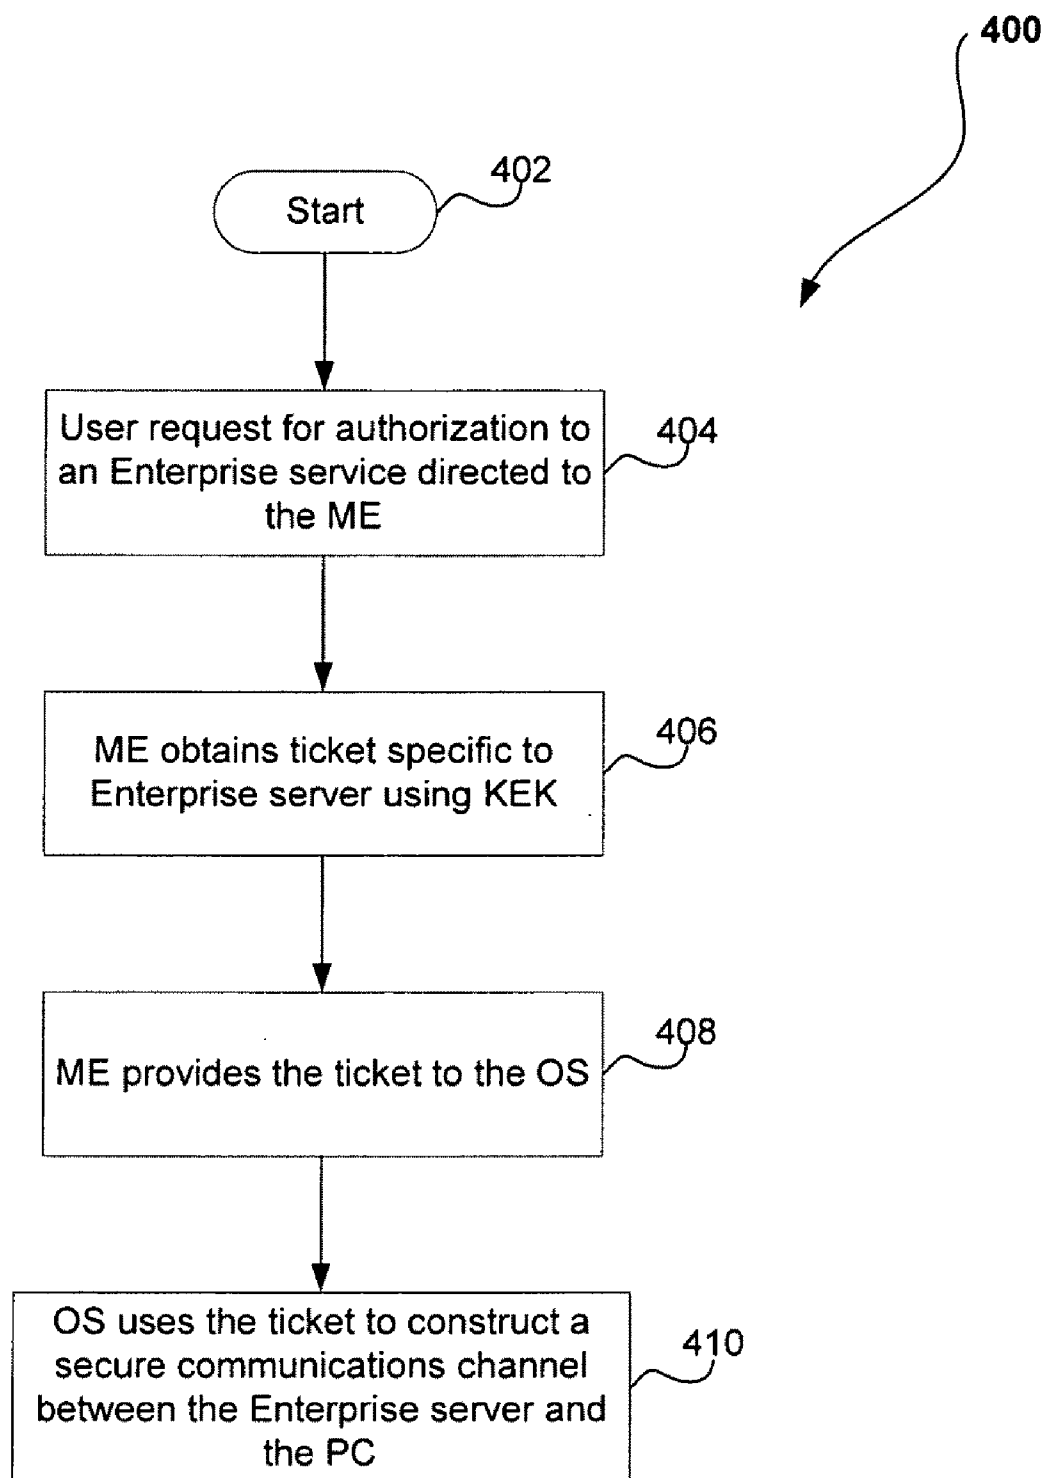 400
402
Start
User request for authorization to
an Enterprise service directed to
the ME
404
ME obtains ticket specific to
Enterprise server using KEK
406
ME provides the ticket to the OS
408
OS uses the ticket to construct a
secure communications channel
between the Enterprise server and
the PC
410